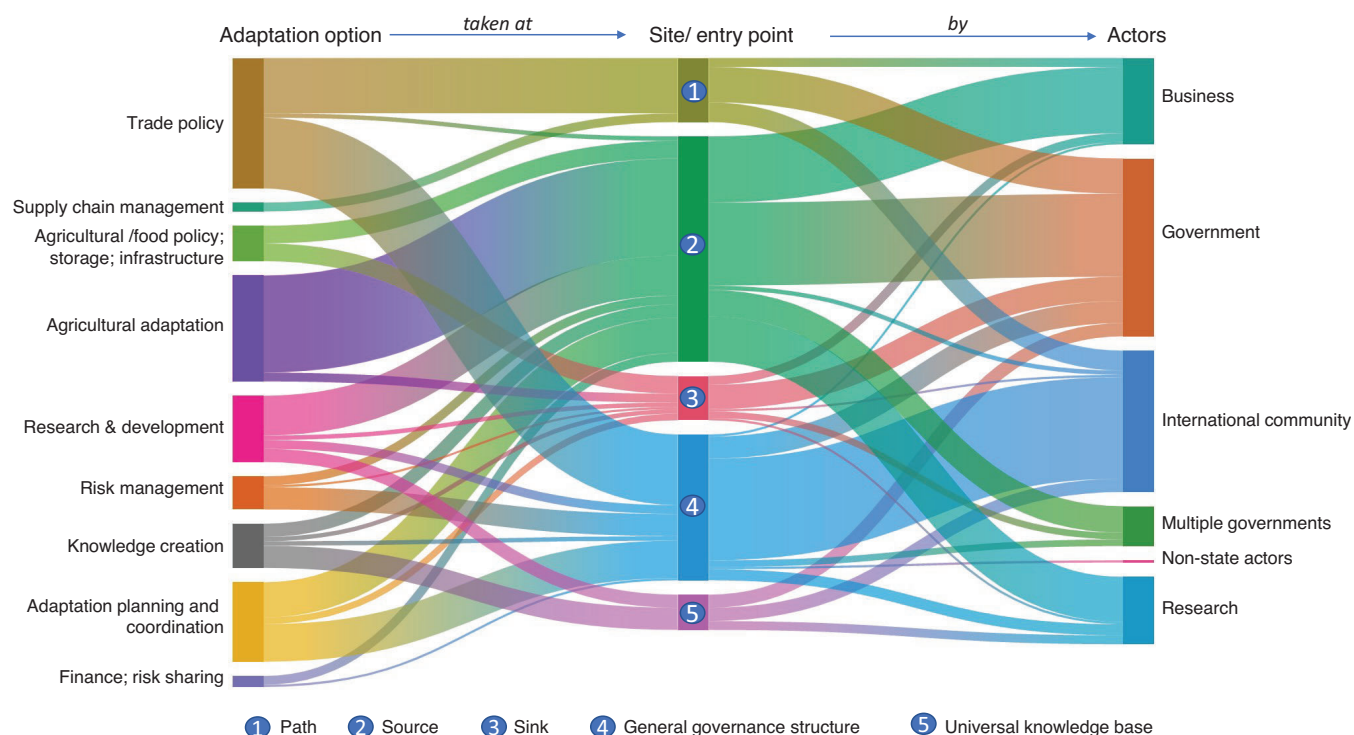 taken at
by
Adaptation option
Site/ entry point
Actors
Trade policy
Supply chain management
Agricultural /food policy;
storage; infrastructure
Agricultural adaptation
Research & development
Risk management
Knowledge creation
Adaptation planning and
coordination
Finance; risk sharing
1
2
3
4
5
Business
Government
International community
Multiple governments
Non-state actors
Research
1 Path
2 Source
3 Sink
4 General governance structure
5 Universal knowledge base